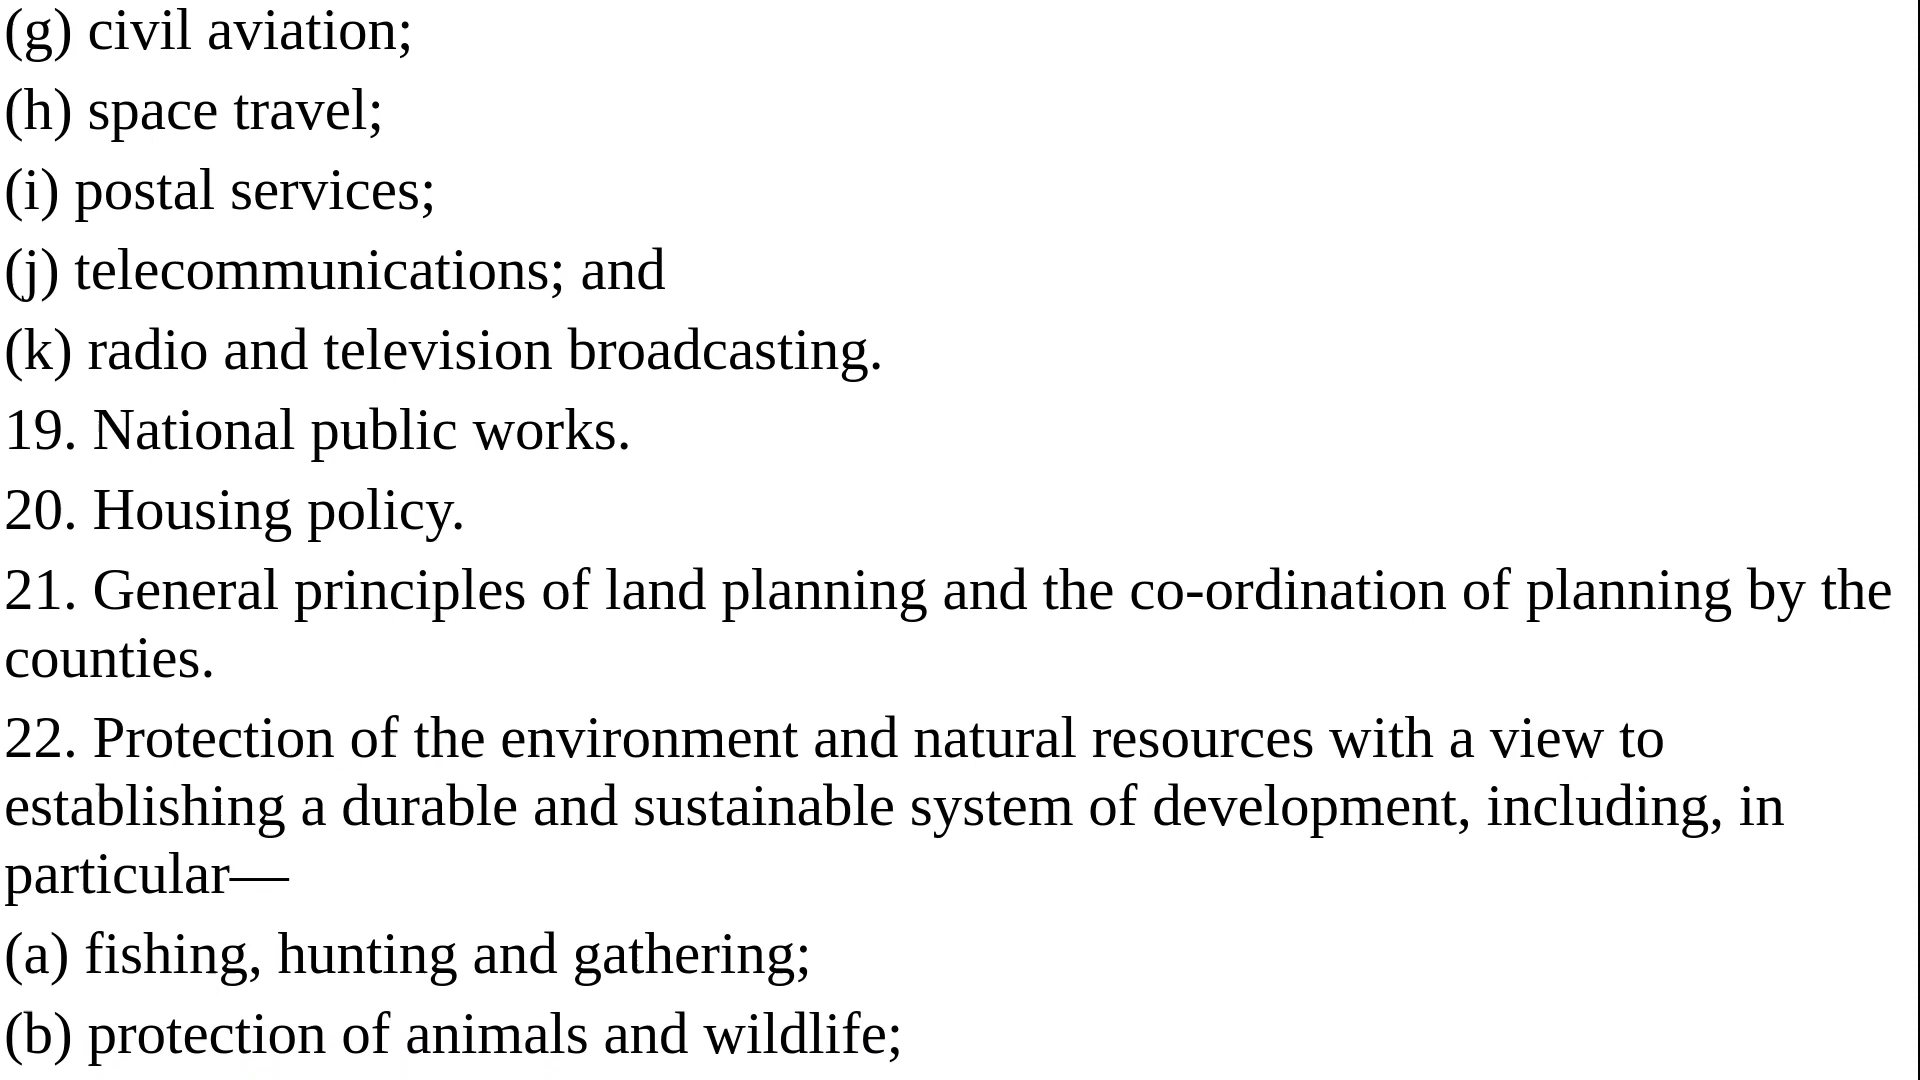 (g) civil aviation;
(h) space travel;
(i) postal services;
(j) telecommunications; and
(k) radio and television broadcasting.
19. National public works.
20. Housing policy.
21. General principles of land planning and the co-ordination of planning by the
counties.
22. Protection of the environment and natural resources with a view to
establishing a durable and sustainable system of development, including, in
particular—
(a) fishing, hunting and gathering;
(b) protection of animals and wildlife;